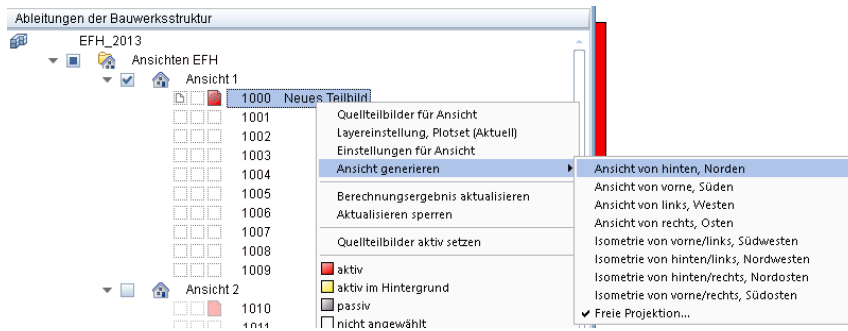 Ableitungen der Bauwerksstruktur
EFH_2013
Ansichten EFH
Ansicht 1
1000 Neues Teilbild
1001
1002
1003
1004
1005
1006
1007
1008
1009
Ansicht 2
1010
1011
Quellteilbilder für Ansicht
Layereinstellung, Plotset (Aktuell)
Einstellungen für Ansicht
Ansicht generieren
Berechnungsergebnis aktualisieren
Aktualisieren sperren
Quellteilbilder aktiv setzen
aktiv
aktiv im Hintergrund
passiv
nicht angewählt
Ansicht von hinten, Norden
Ansicht von vorne, Süden
Ansicht von links, Westen
Ansicht von rechts, Osten
Isometrie von vorne/links, Südwesten
Isometrie von hinten/links, Nordwesten
Isometrie von hinten/rechts, Nordosten
Isometrie von vorne/rechts, Südosten
Freie Projektion...